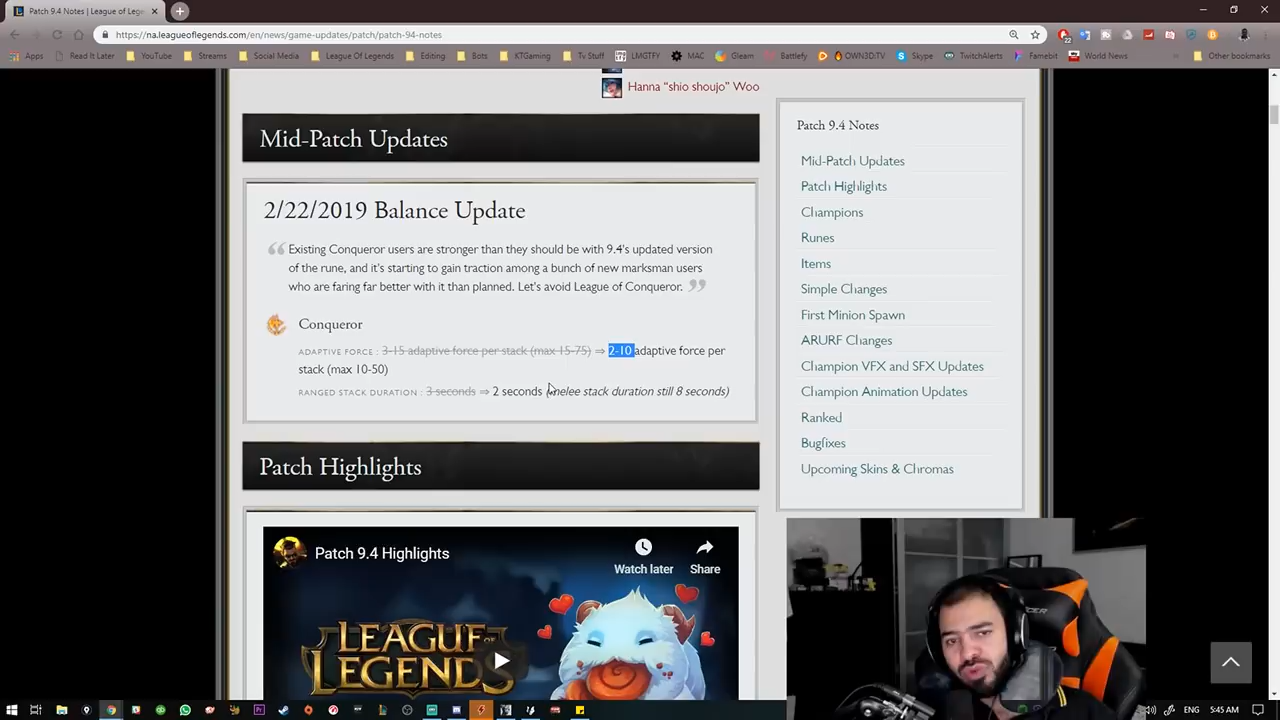 Patch 9.4 Notes | League of Lege
https://na.leagueoflegends.com/en/news/game-updates/patch/patch-94-notes
Apps Read It Later YouTube Streams Social Media League Of Legends Editing Bots KTGaming Tv Stuff LMGTFY MAC Gleam Battlefy OWN3D TV Skype TwitchAlerts Famebit World News Other bookmarks
22
Hanna “shio shoujo” Woo
Mid-Patch Updates
2/22/2019 Balance Update
Existing Conqueror users are stronger than they should be with 9.4's updated version
of the rune, and it's starting to gain traction among a bunch of new marksman users
who are faring far better with it than planned. Let's avoid League of Conqueror.
Conqueror
ADAPTIVE FORCE : 3-15 adaptive force per stack (max 15-75) ⇒ 2-10 adaptive force per
stack (max 10-50)
RANGED STACK DURATION : 3 seconds ⇒ 2 seconds (melee stack duration still 8 seconds)
Patch Highlights
Patch 9.4 Highlights
Watch later
Share
LEAGUE OF
LEGENDS
Patch 9.4 Notes
Mid-Patch Updates
Patch Highlights
Champions
Runes
Items
Simple Changes
First Minion Spawn
ARURF Changes
Champion VFX and SFX Updates
Champion Animation Updates
Ranked
Bugfixes
Upcoming Skins & Chromas
ENG
5:45 AM